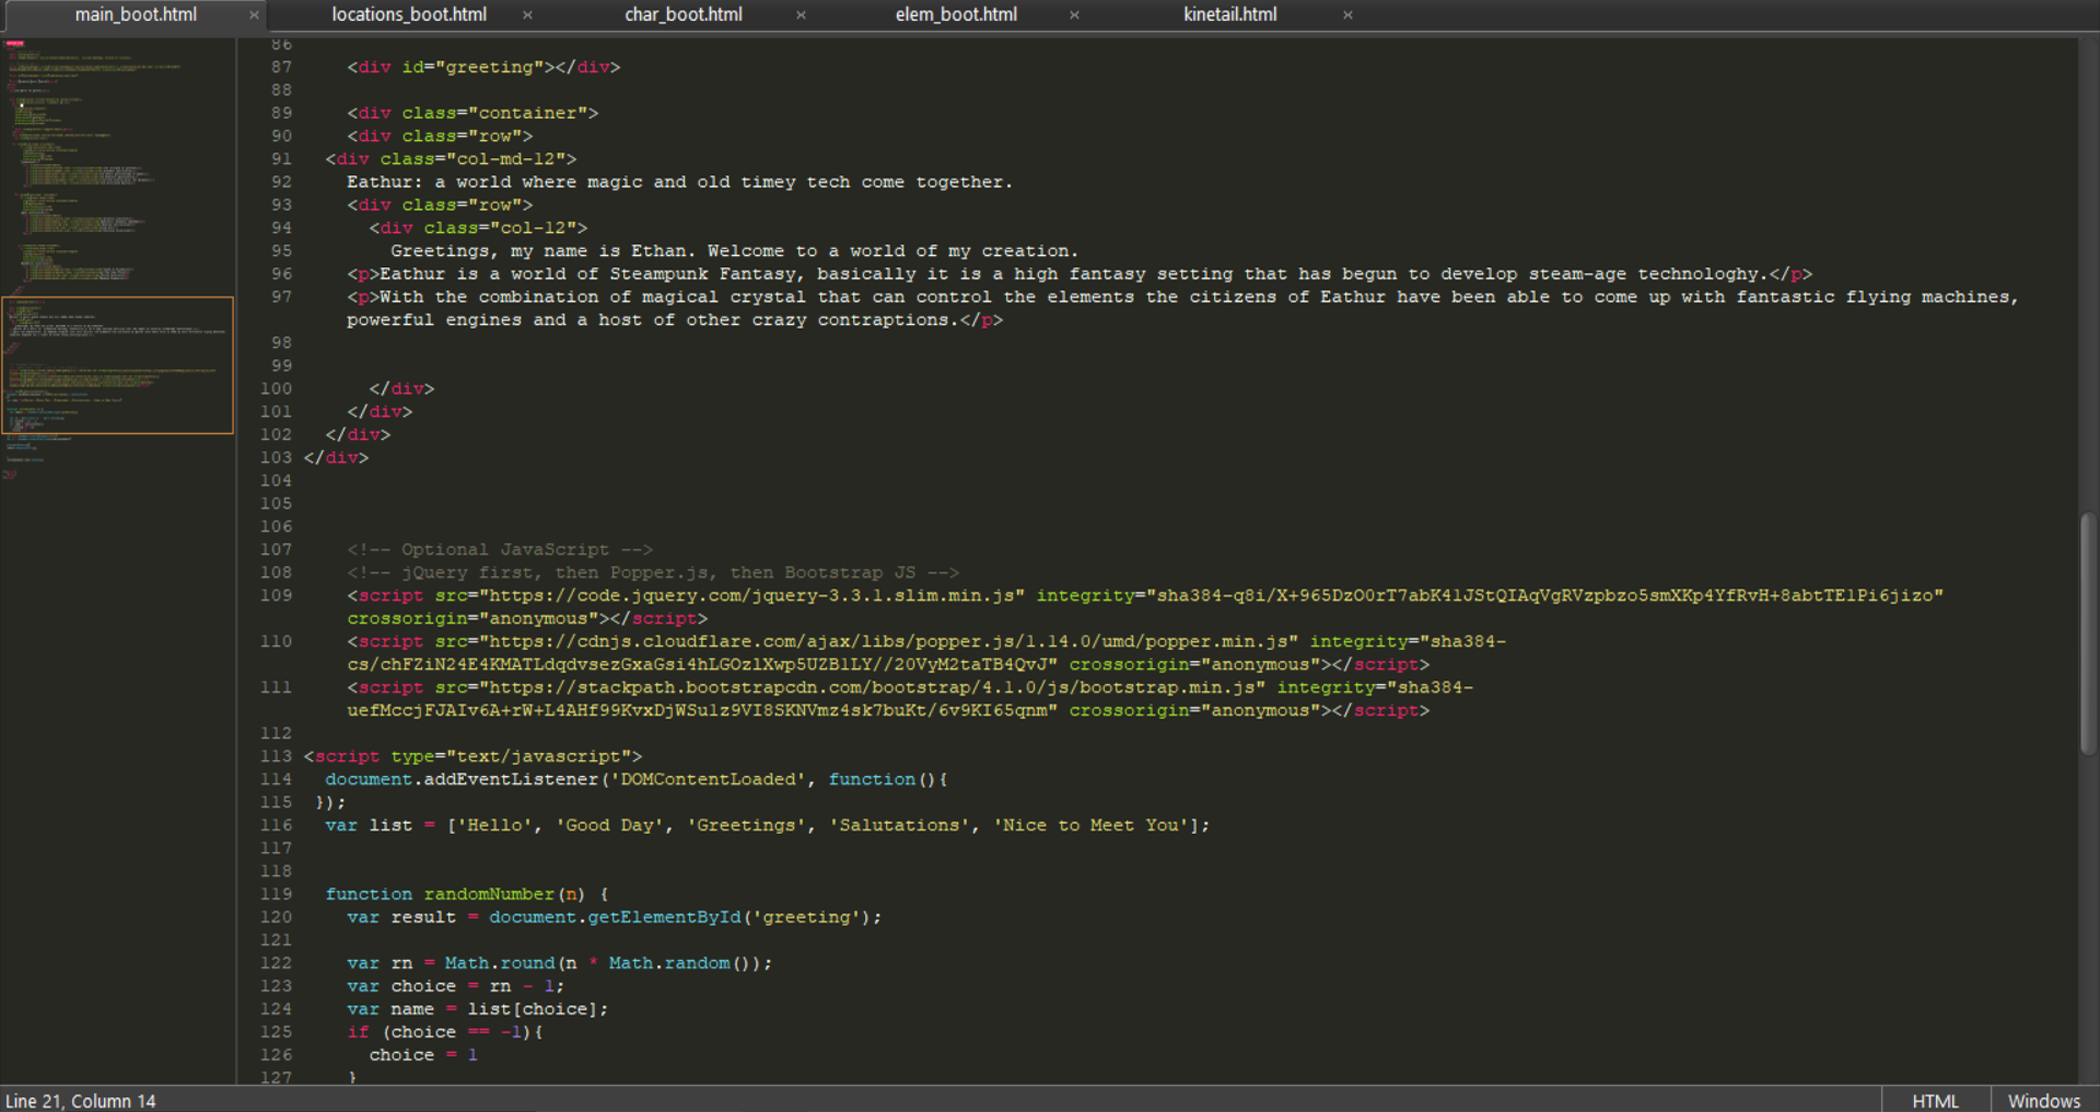 main_boot.html × locations_boot.html × char_boot.html × elem_boot.html × kinetail.html ×
86
87 <div id="greeting"></div>
88
89 <div class="container">
90 <div class="row">
91 <div class="col-md-12">
92 Eathur: a world where magic and old timey tech come together.
93 <div class="row">
94 <div class="col-12">
95 Greetings, my name is Ethan. Welcome to a world of my creation.
96 <p>Eathur is a world of Steampunk Fantasy, basically it is a high fantasy setting that has begun to develop steam-age technologhy.</p>
97 <p>With the combination of magical crystal that can control the elements the citizens of Eathur have been able to come up with fantastic flying machines,
powerful engines and a host of other crazy contraptions.</p>
98
99
100 </div>
101 </div>
102 </div>
103 </div>
104
105
106
107 <!-- Optional JavaScript -->
108 <!-- jQuery first, then Popper.js, then Bootstrap JS -->
109 <script src="https://code.jquery.com/jquery-3.3.1.slim.min.js" integrity="sha384-q8i/X+965DzO0rT7abK41JStQIAqVgRVzpbzo5smXKp4YfRvH+8abtTE1Pi6jizo"
crossorigin="anonymous"></script>
110 <script src="https://cdnjs.cloudflare.com/ajax/libs/popper.js/1.14.0/umd/popper.min.js" integrity="sha384-
cs/chFZiN24E4KMATLdqdvsezGxaGsi4hLGOzlXwp5UZB1LY//20VyM2taTB4QvJ" crossorigin="anonymous"></script>
111 <script src="https://stackpath.bootstrapcdn.com/bootstrap/4.1.0/js/bootstrap.min.js" integrity="sha384-
uefMccjFJAIv6A+rW+L4AHf99KvxDjWSu1z9VI8SKNVmz4sk7buKt/6v9KI65qnm" crossorigin="anonymous"></script>
112
113 <script type="text/javascript">
114 document.addEventListener('DOMContentLoaded', function(){
115 });
116 var list = ['Hello', 'Good Day', 'Greetings', 'Salutations', 'Nice to Meet You'];
117
118
119 function randomNumber(n) {
120 var result = document.getElementById('greeting');
121
122 var rn = Math.round(n * Math.random());
123 var choice = rn - 1;
124 var name = list[choice];
125 if (choice == -1){
126 choice = 1
127 }
Line 21, Column 14 HTML Windows